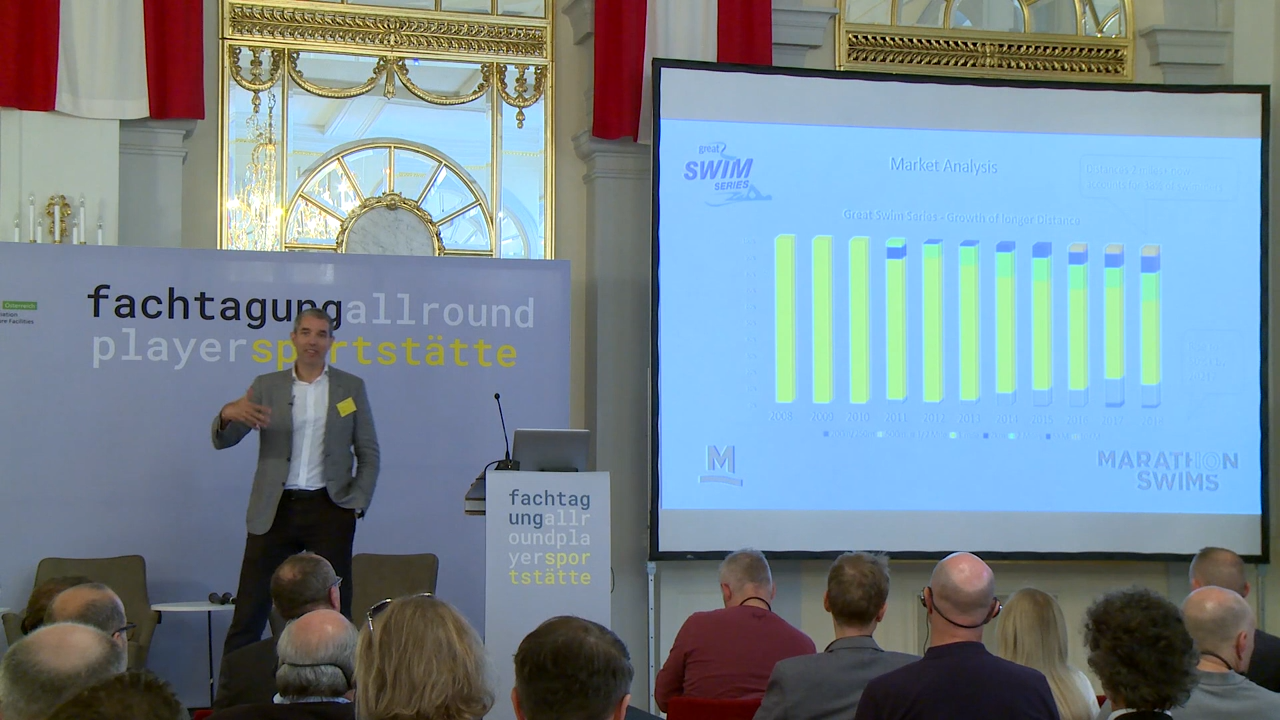 Österreich
fachtagungallround
playersportstätte
fachtag
ungallr
oundpla
yerspor
tstätte
great
SWIM
SERIES
Market Analysis
Great Swim Series - Growth of longer Distance
2008 2009 2010 2011 2012 2013 2014 2015 2016 2017 2018
M
MARATHON
SWIMS